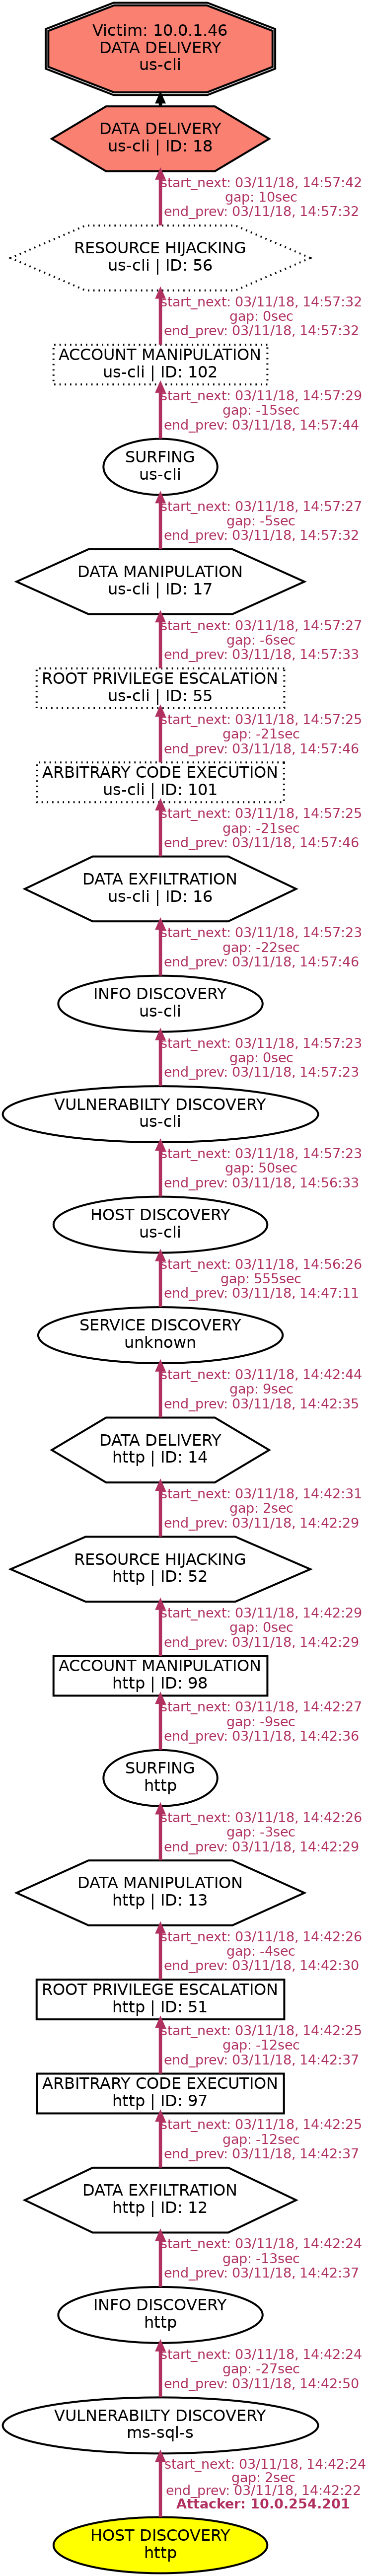 Victim: 10.0.1.46
DATA DELIVERY
us-cli
DATA DELIVERY
us-cli | ID: 18
start_next: 03/11/18, 14:57:42
gap: 10sec
end_prev: 03/11/18, 14:57:32
RESOURCE HIJACKING
us-cli | ID: 56
start_next: 03/11/18, 14:57:32
gap: 0sec
end_prev: 03/11/18, 14:57:32
ACCOUNT MANIPULATION
us-cli | ID: 102
start_next: 03/11/18, 14:57:29
gap: -15sec
end_prev: 03/11/18, 14:57:44
SURFING
us-cli
start_next: 03/11/18, 14:57:27
gap: -5sec
end_prev: 03/11/18, 14:57:32
DATA MANIPULATION
us-cli | ID: 17
start_next: 03/11/18, 14:57:27
gap: -6sec
end_prev: 03/11/18, 14:57:33
ROOT PRIVILEGE ESCALATION
us-cli | ID: 55
start_next: 03/11/18, 14:57:25
gap: -21sec
end_prev: 03/11/18, 14:57:46
ARBITRARY CODE EXECUTION
us-cli | ID: 101
start_next: 03/11/18, 14:57:25
gap: -21sec
end_prev: 03/11/18, 14:57:46
DATA EXFILTRATION
us-cli | ID: 16
start_next: 03/11/18, 14:57:23
gap: -22sec
end_prev: 03/11/18, 14:57:46
INFO DISCOVERY
us-cli
start_next: 03/11/18, 14:57:23
gap: 0sec
end_prev: 03/11/18, 14:57:23
VULNERABILTY DISCOVERY
us-cli
start_next: 03/11/18, 14:57:23
gap: 50sec
end_prev: 03/11/18, 14:56:33
HOST DISCOVERY
us-cli
start_next: 03/11/18, 14:56:26
gap: 555sec
end_prev: 03/11/18, 14:47:11
SERVICE DISCOVERY
unknown
start_next: 03/11/18, 14:42:44
gap: 9sec
end_prev: 03/11/18, 14:42:35
DATA DELIVERY
http | ID: 14
start_next: 03/11/18, 14:42:31
gap: 2sec
end_prev: 03/11/18, 14:42:29
RESOURCE HIJACKING
http | ID: 52
start_next: 03/11/18, 14:42:29
gap: 0sec
end_prev: 03/11/18, 14:42:29
ACCOUNT MANIPULATION
http | ID: 98
start_next: 03/11/18, 14:42:27
gap: -9sec
end_prev: 03/11/18, 14:42:36
SURFING
http
start_next: 03/11/18, 14:42:26
gap: -3sec
end_prev: 03/11/18, 14:42:29
DATA MANIPULATION
http | ID: 13
start_next: 03/11/18, 14:42:26
gap: -4sec
end_prev: 03/11/18, 14:42:30
ROOT PRIVILEGE ESCALATION
http | ID: 51
start_next: 03/11/18, 14:42:25
gap: -12sec
end_prev: 03/11/18, 14:42:37
ARBITRARY CODE EXECUTION
http | ID: 97
start_next: 03/11/18, 14:42:25
gap: -12sec
end_prev: 03/11/18, 14:42:37
DATA EXFILTRATION
http | ID: 12
start_next: 03/11/18, 14:42:24
gap: -13sec
end_prev: 03/11/18, 14:42:37
INFO DISCOVERY
http
start_next: 03/11/18, 14:42:24
gap: -27sec
end_prev: 03/11/18, 14:42:50
VULNERABILTY DISCOVERY
ms-sql-s
start_next: 03/11/18, 14:42:24
gap: 2sec
end_prev: 03/11/18, 14:42:22
Attacker: 10.0.254.201
HOST DISCOVERY
http